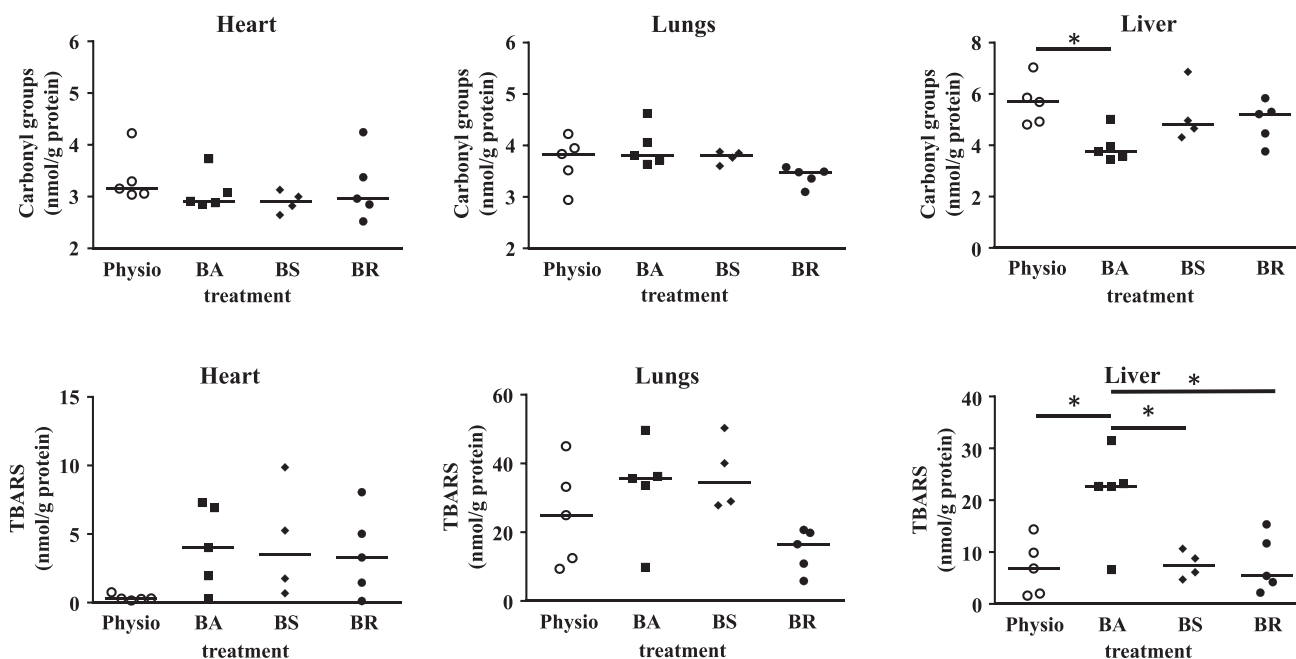 Heart
Carbonyl groups
(nmol/g protein)
6
5
4
3
2
Physio BA BS BR
treatment
Lungs
Carbonyl groups
(nmol/g protein)
6
5
4
3
2
Physio BA BS BR
treatment
Liver
Carbonyl groups
(nmol/g protein)
8
6
4
2
0
*
Physio BA BS BR
treatment
Heart
TBARS
(nmol/g protein)
15
10
5
0
Physio BA BS BR
treatment
Lungs
TBARS
(nmol/g protein)
60
40
20
0
Physio BA BS BR
treatment
Liver
TBARS
(nmol/g protein)
40
30
20
10
0
*
*
*
Physio BA BS BR
treatment